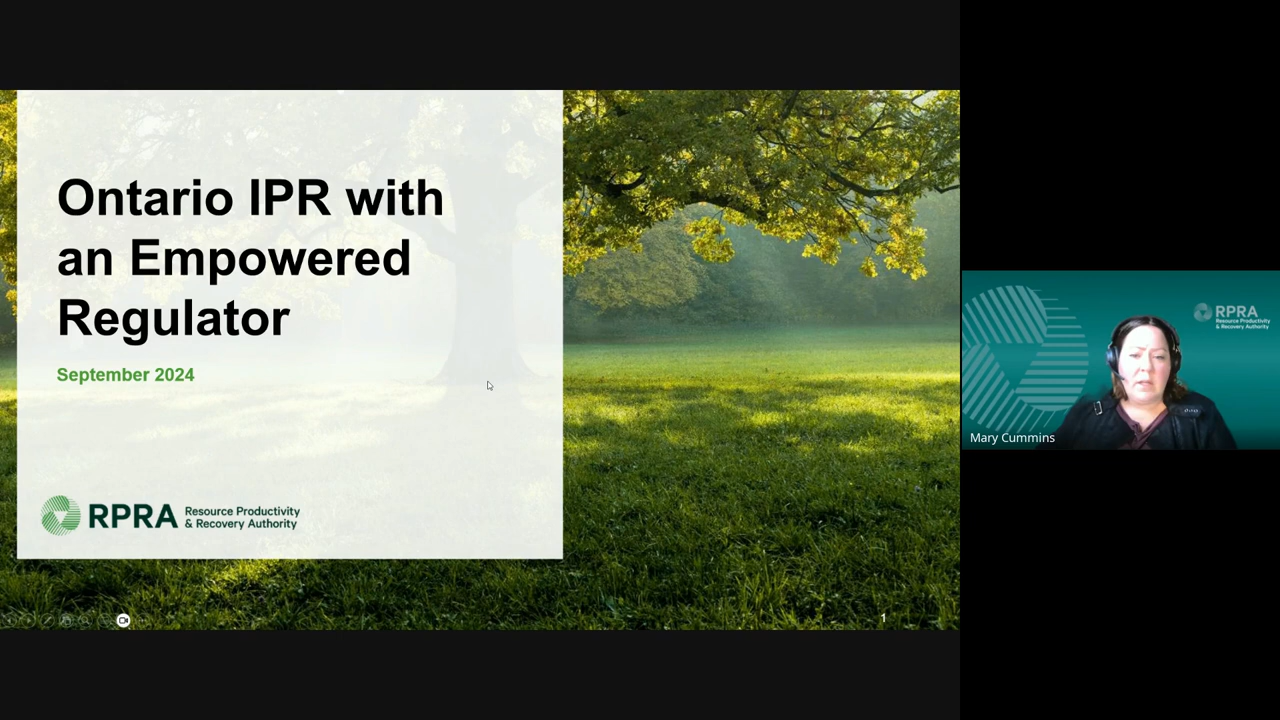 Ontario IPR with
an Empowered
Regulator
September 2024
RPRA Resource Productivity
& Recovery Authority
1
RPRA
Resource Productivity
& Recovery Authority
Mary Cummins